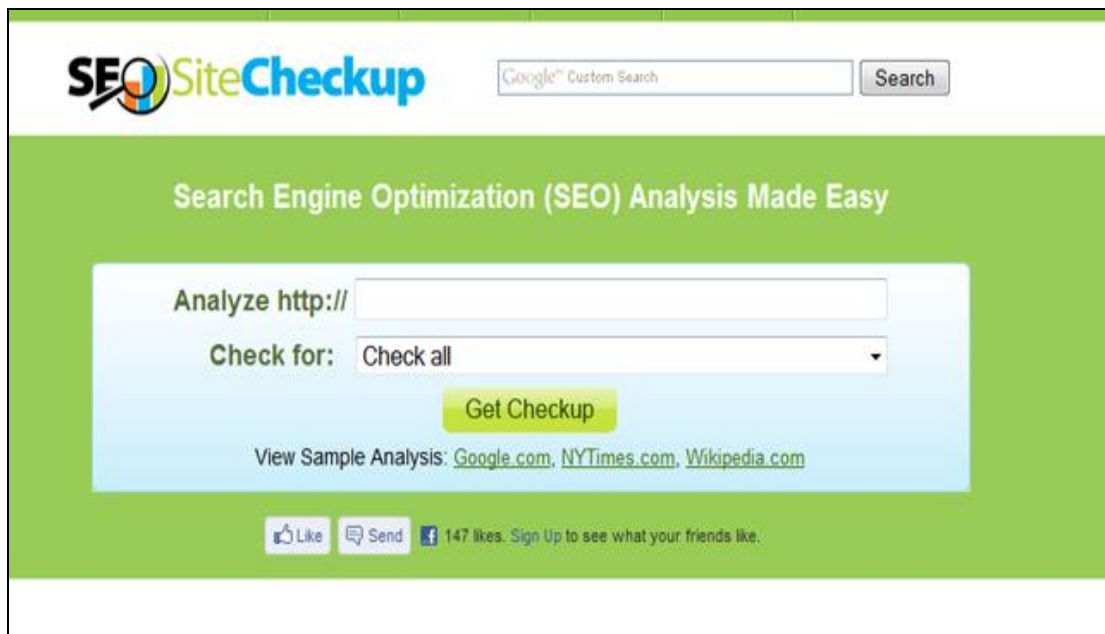 SEOSiteCheckup
Google™ Custom Search
Search
Search Engine Optimization (SEO) Analysis Made Easy
Analyze http://
Check for: Check all
Get Checkup
View Sample Analysis: Google.com, NYTimes.com, Wikipedia.com
Like Send 147 likes. Sign Up to see what your friends like.